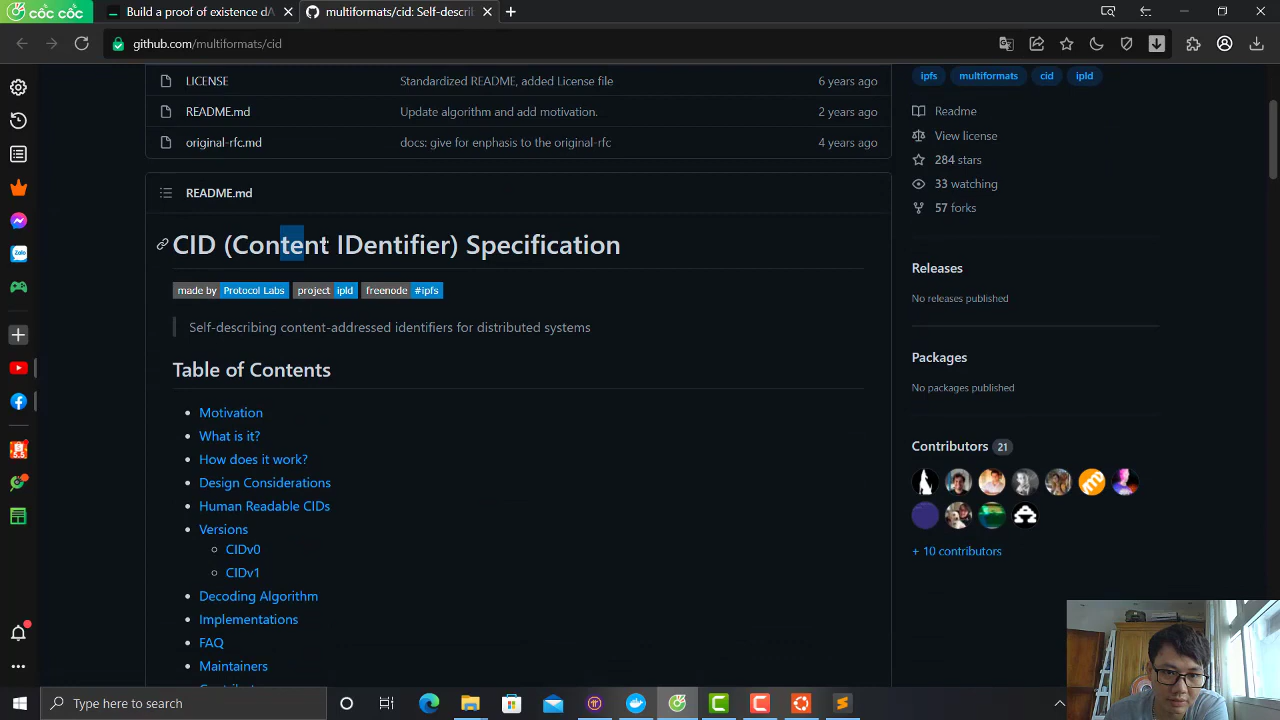 cốc cốc
Build a proof of existence dA
multiformats/cid: Self-descri
github.com/multiformats/cid
LICENSE
Standardized README, added License file
6 years ago
README.md
Update algorithm and add motivation.
2 years ago
original-rfc.md
docs: give for enphasis to the original-rfc
4 years ago
README.md
CID (Content IDentifier) Specification
made by Protocol Labs
project ipld
freenode #ipfs
Self-describing content-addressed identifiers for distributed systems
Table of Contents
Motivation
What is it?
How does it work?
Design Considerations
Human Readable CIDs
Versions
CIDv0
CIDv1
Decoding Algorithm
Implementations
FAQ
Maintainers
ipfs
multiformats
cid
ipld
Readme
View license
284 stars
33 watching
57 forks
Releases
No releases published
Packages
No packages published
Contributors 21
+ 10 contributors
Zalo
Type here to search